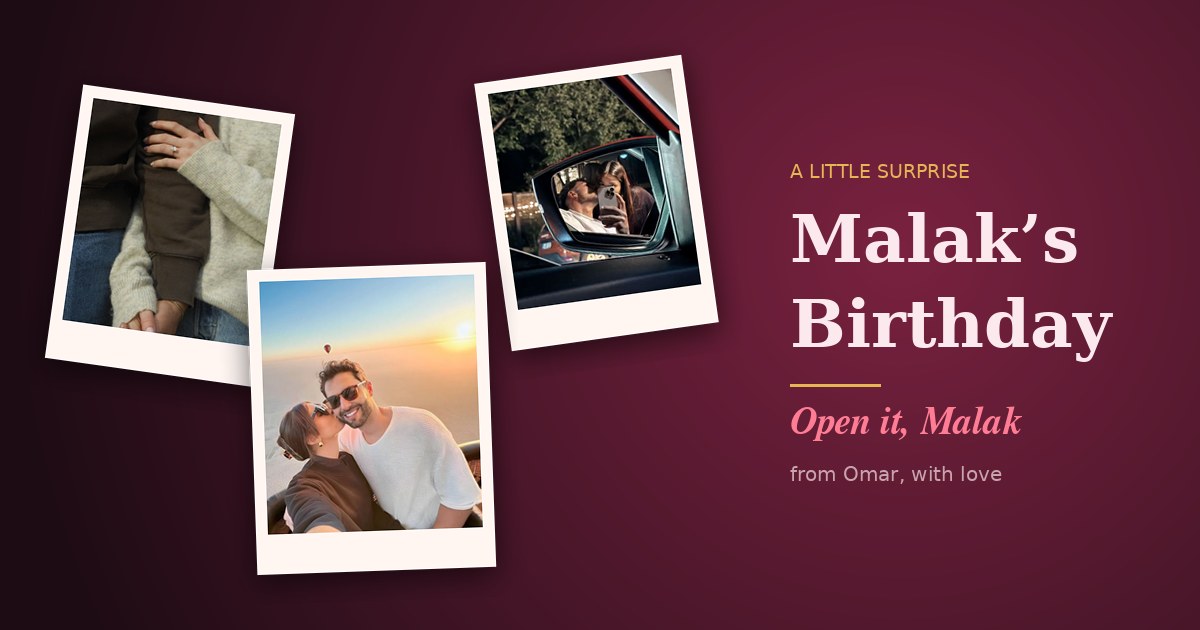 A LITTLE SURPRISE
Malak’s
Birthday
Open it, Malak
from Omar, with love